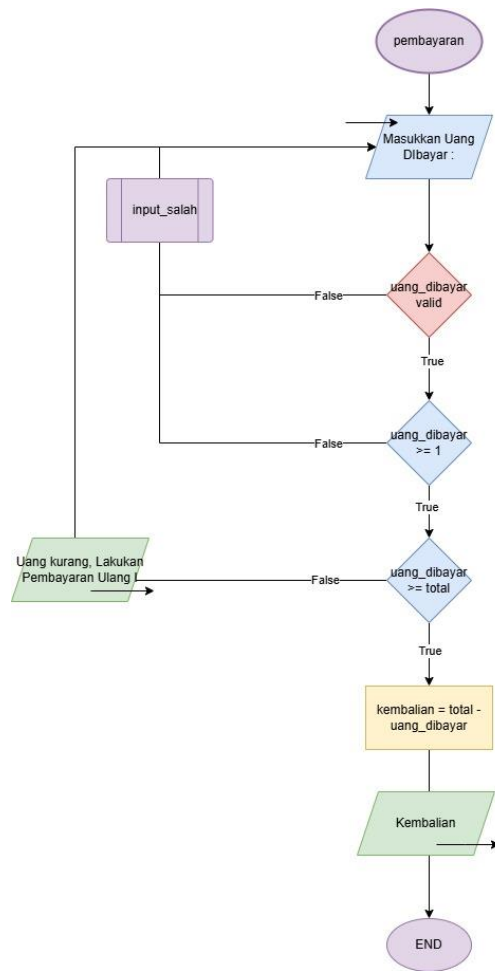 pembayaran
Masukkan Uang
DIbayar :
input_salah
uang_dibayar
valid
False
True
uang_dibayar
>= 1
False
True
Uang kurang, Lakukan
Pembayaran Ulang !
False
uang_dibayar
>= total
True
kembalian = total -
uang_dibayar
Kembalian
END